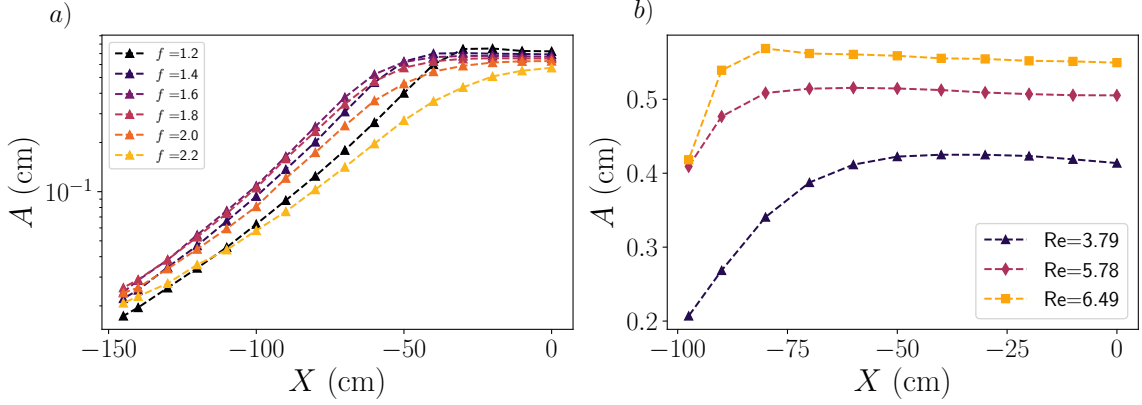 a)
A (cm)
10⁻¹
f =1.2
f =1.4
f =1.6
f =1.8
f =2.0
f =2.2
−150
−100
−50
0
X (cm)
b)
A (cm)
0.5
0.4
0.3
0.2
Re=3.79
Re=5.78
Re=6.49
−100
−75
−50
−25
0
X (cm)